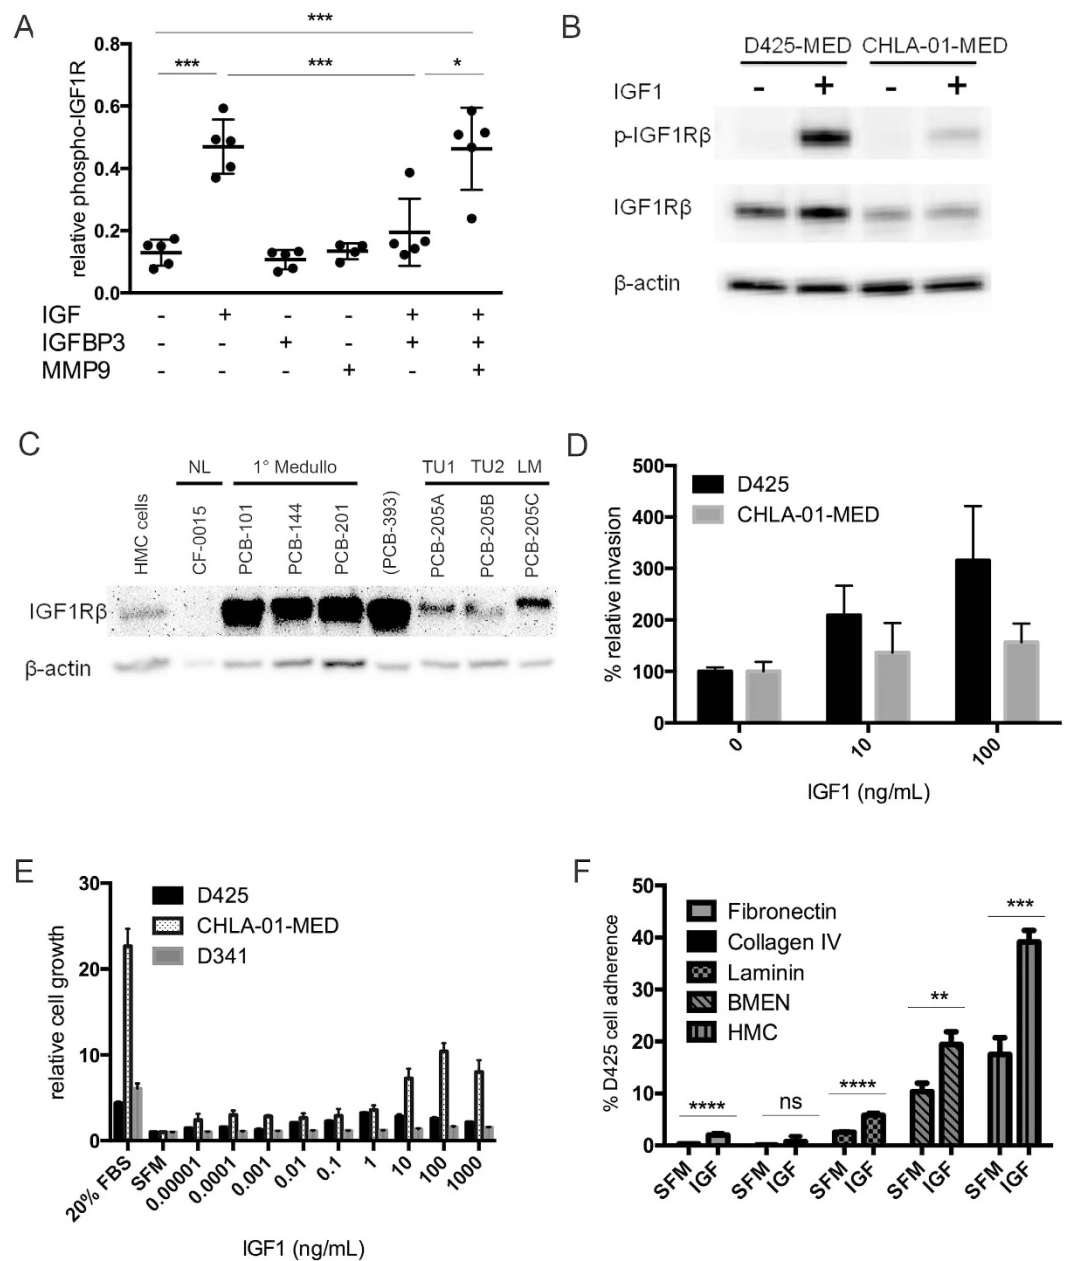 A
***
***
***
*
relative phospho-IGF1R
0.8
0.6
0.4
0.2
0.0
IGF - + - - + +
IGFBP3 - - + - + +
MMP9 - - - + - +
B
D425-MED CHLA-01-MED
IGF1 - + - +
p-IGF1Rβ
IGF1Rβ
β-actin
C
NL 1° Medullo TU1 TU2 LM
HMC cells
CF-0015
PCB-101
PCB-144
PCB-201
(PCB-393)
PCB-205A
PCB-205B
PCB-205C
IGF1Rβ
β-actin
D
% relative invasion
500
400
300
200
100
0
D425
CHLA-01-MED
0 10 100
IGF1 (ng/mL)
E
relative cell growth
30
20
10
0
D425
CHLA-01-MED
D341
20% FBS SFM 0.00001 0.0001 0.001 0.01 0.1 1 10 100 1000
IGF1 (ng/mL)
F
% D425 cell adherence
50
40
30
20
10
0
Fibronectin
Collagen IV
Laminin
BMEN
HMC
****
ns
****
**
***
SFM IGF SFM IGF SFM IGF SFM IGF SFM IGF